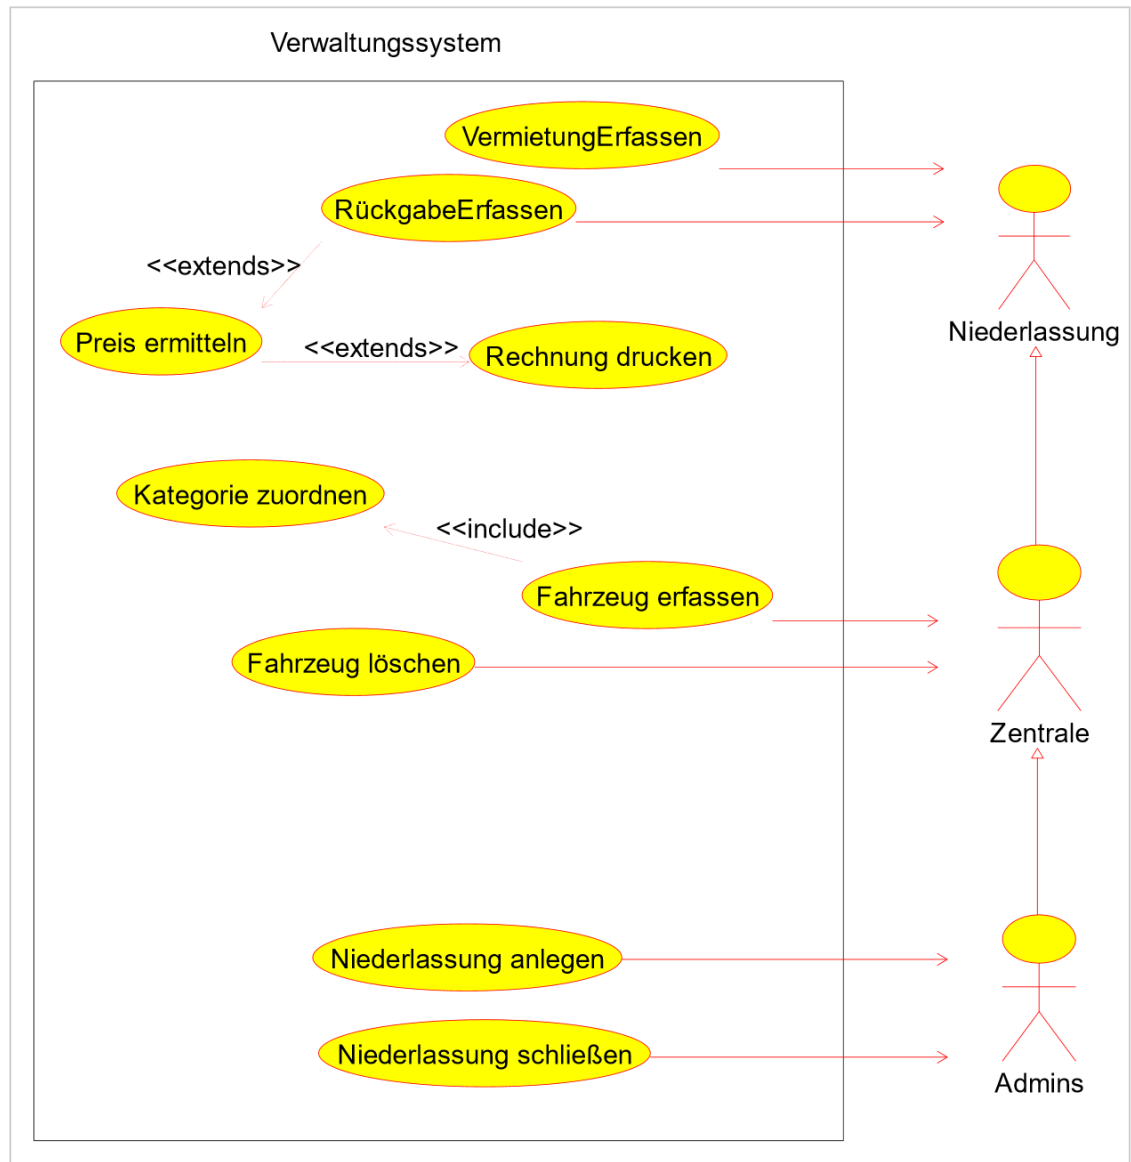 Verwaltungssystem
VermietungErfassen
RückgabeErfassen
<<extends>>
Niederlassung
Preis ermitteln
<<extends>>
Rechnung drucken
Kategorie zuordnen
<<include>>
Fahrzeug erfassen
Fahrzeug löschen
Zentrale
Niederlassung anlegen
Niederlassung schließen
Admins